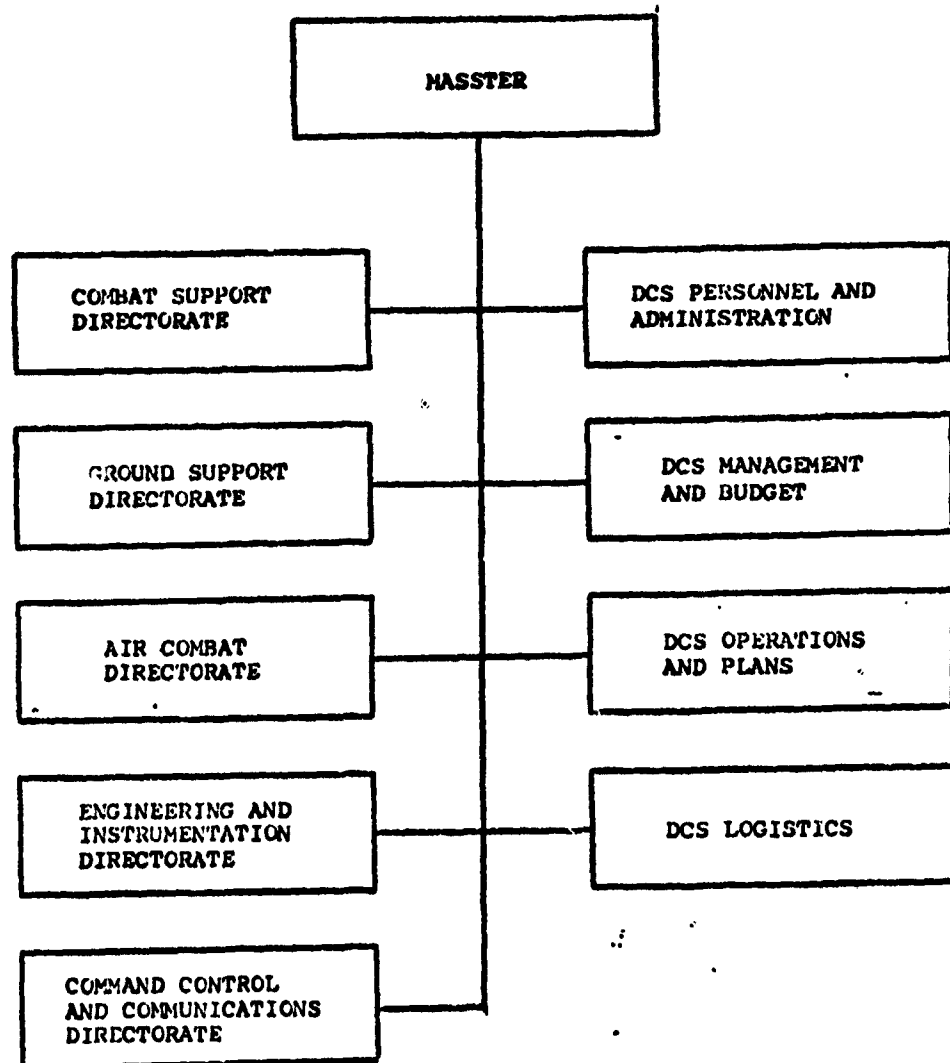 MASSTER
COMBAT SUPPORT
DIRECTORATE
DCS PERSONNEL AND
ADMINISTRATION
GROUND SUPPORT
DIRECTORATE
DCS MANAGEMENT
AND BUDGET
AIR COMBAT
DIRECTORATE
DCS OPERATIONS
AND PLANS
ENGINEERING AND
INSTRUMENTATION
DIRECTORATE
DCS LOGISTICS
COMMAND CONTROL
AND COMMUNICATIONS
DIRECTORATE